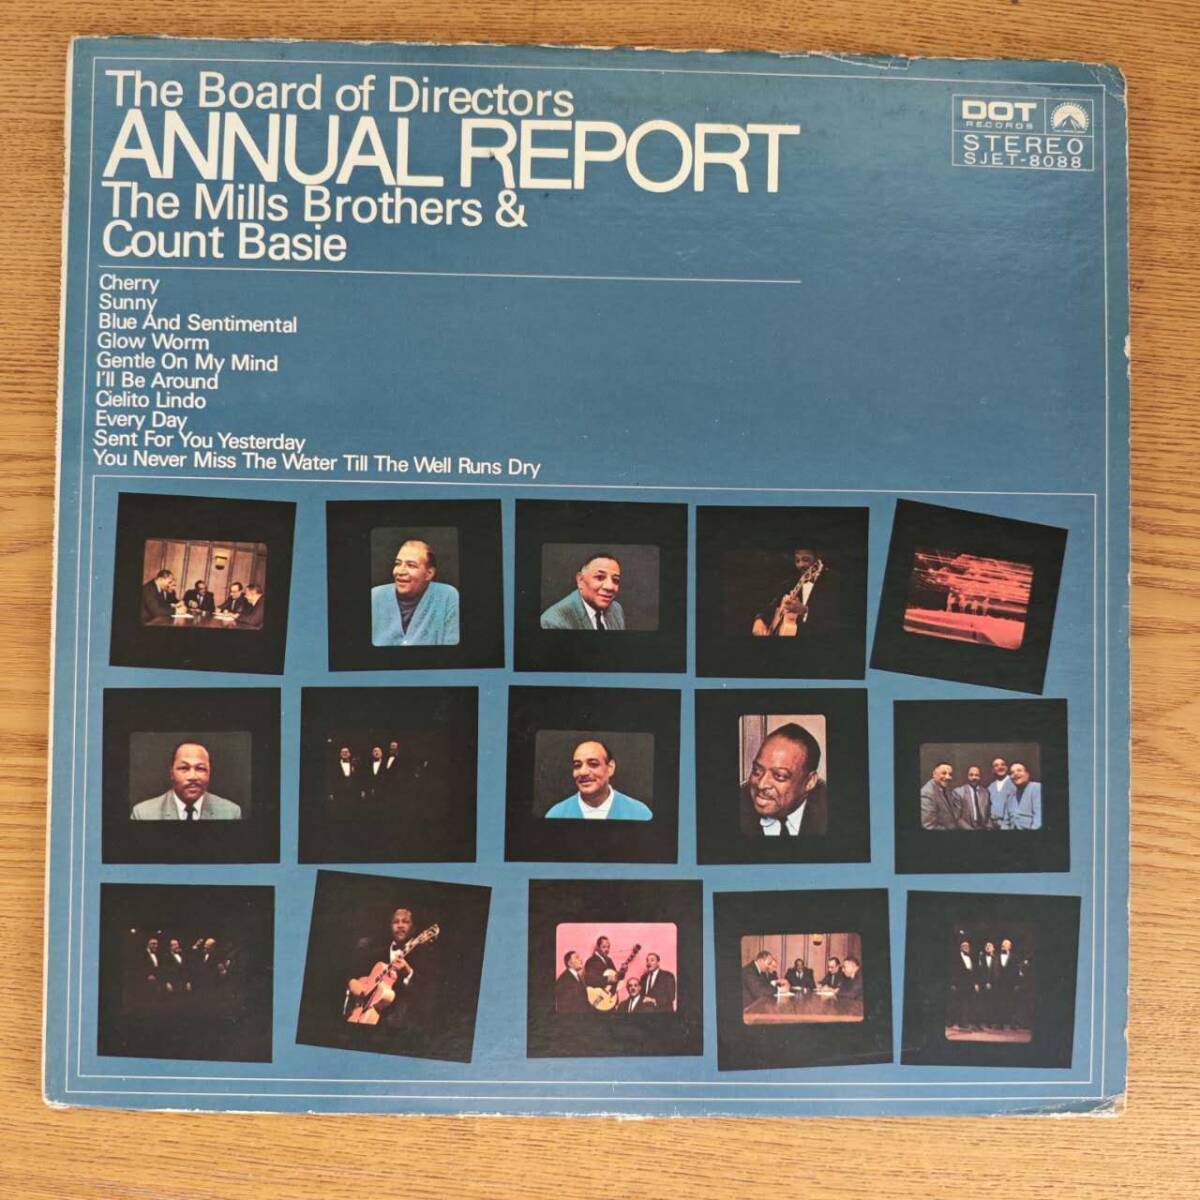 The Board of Directors
ANNUAL REPORT
The Mills Brothers &
Count Basie
DOT
RECORDS
STEREO
SJET-8088
Cherry
Sunny
Blue And Sentimental
Glow Worm
Gentle On My Mind
I'll Be Around
Cielito Lindo
Every Day
Sent For You Yesterday
You Never Miss The Water Till The Well Runs Dry